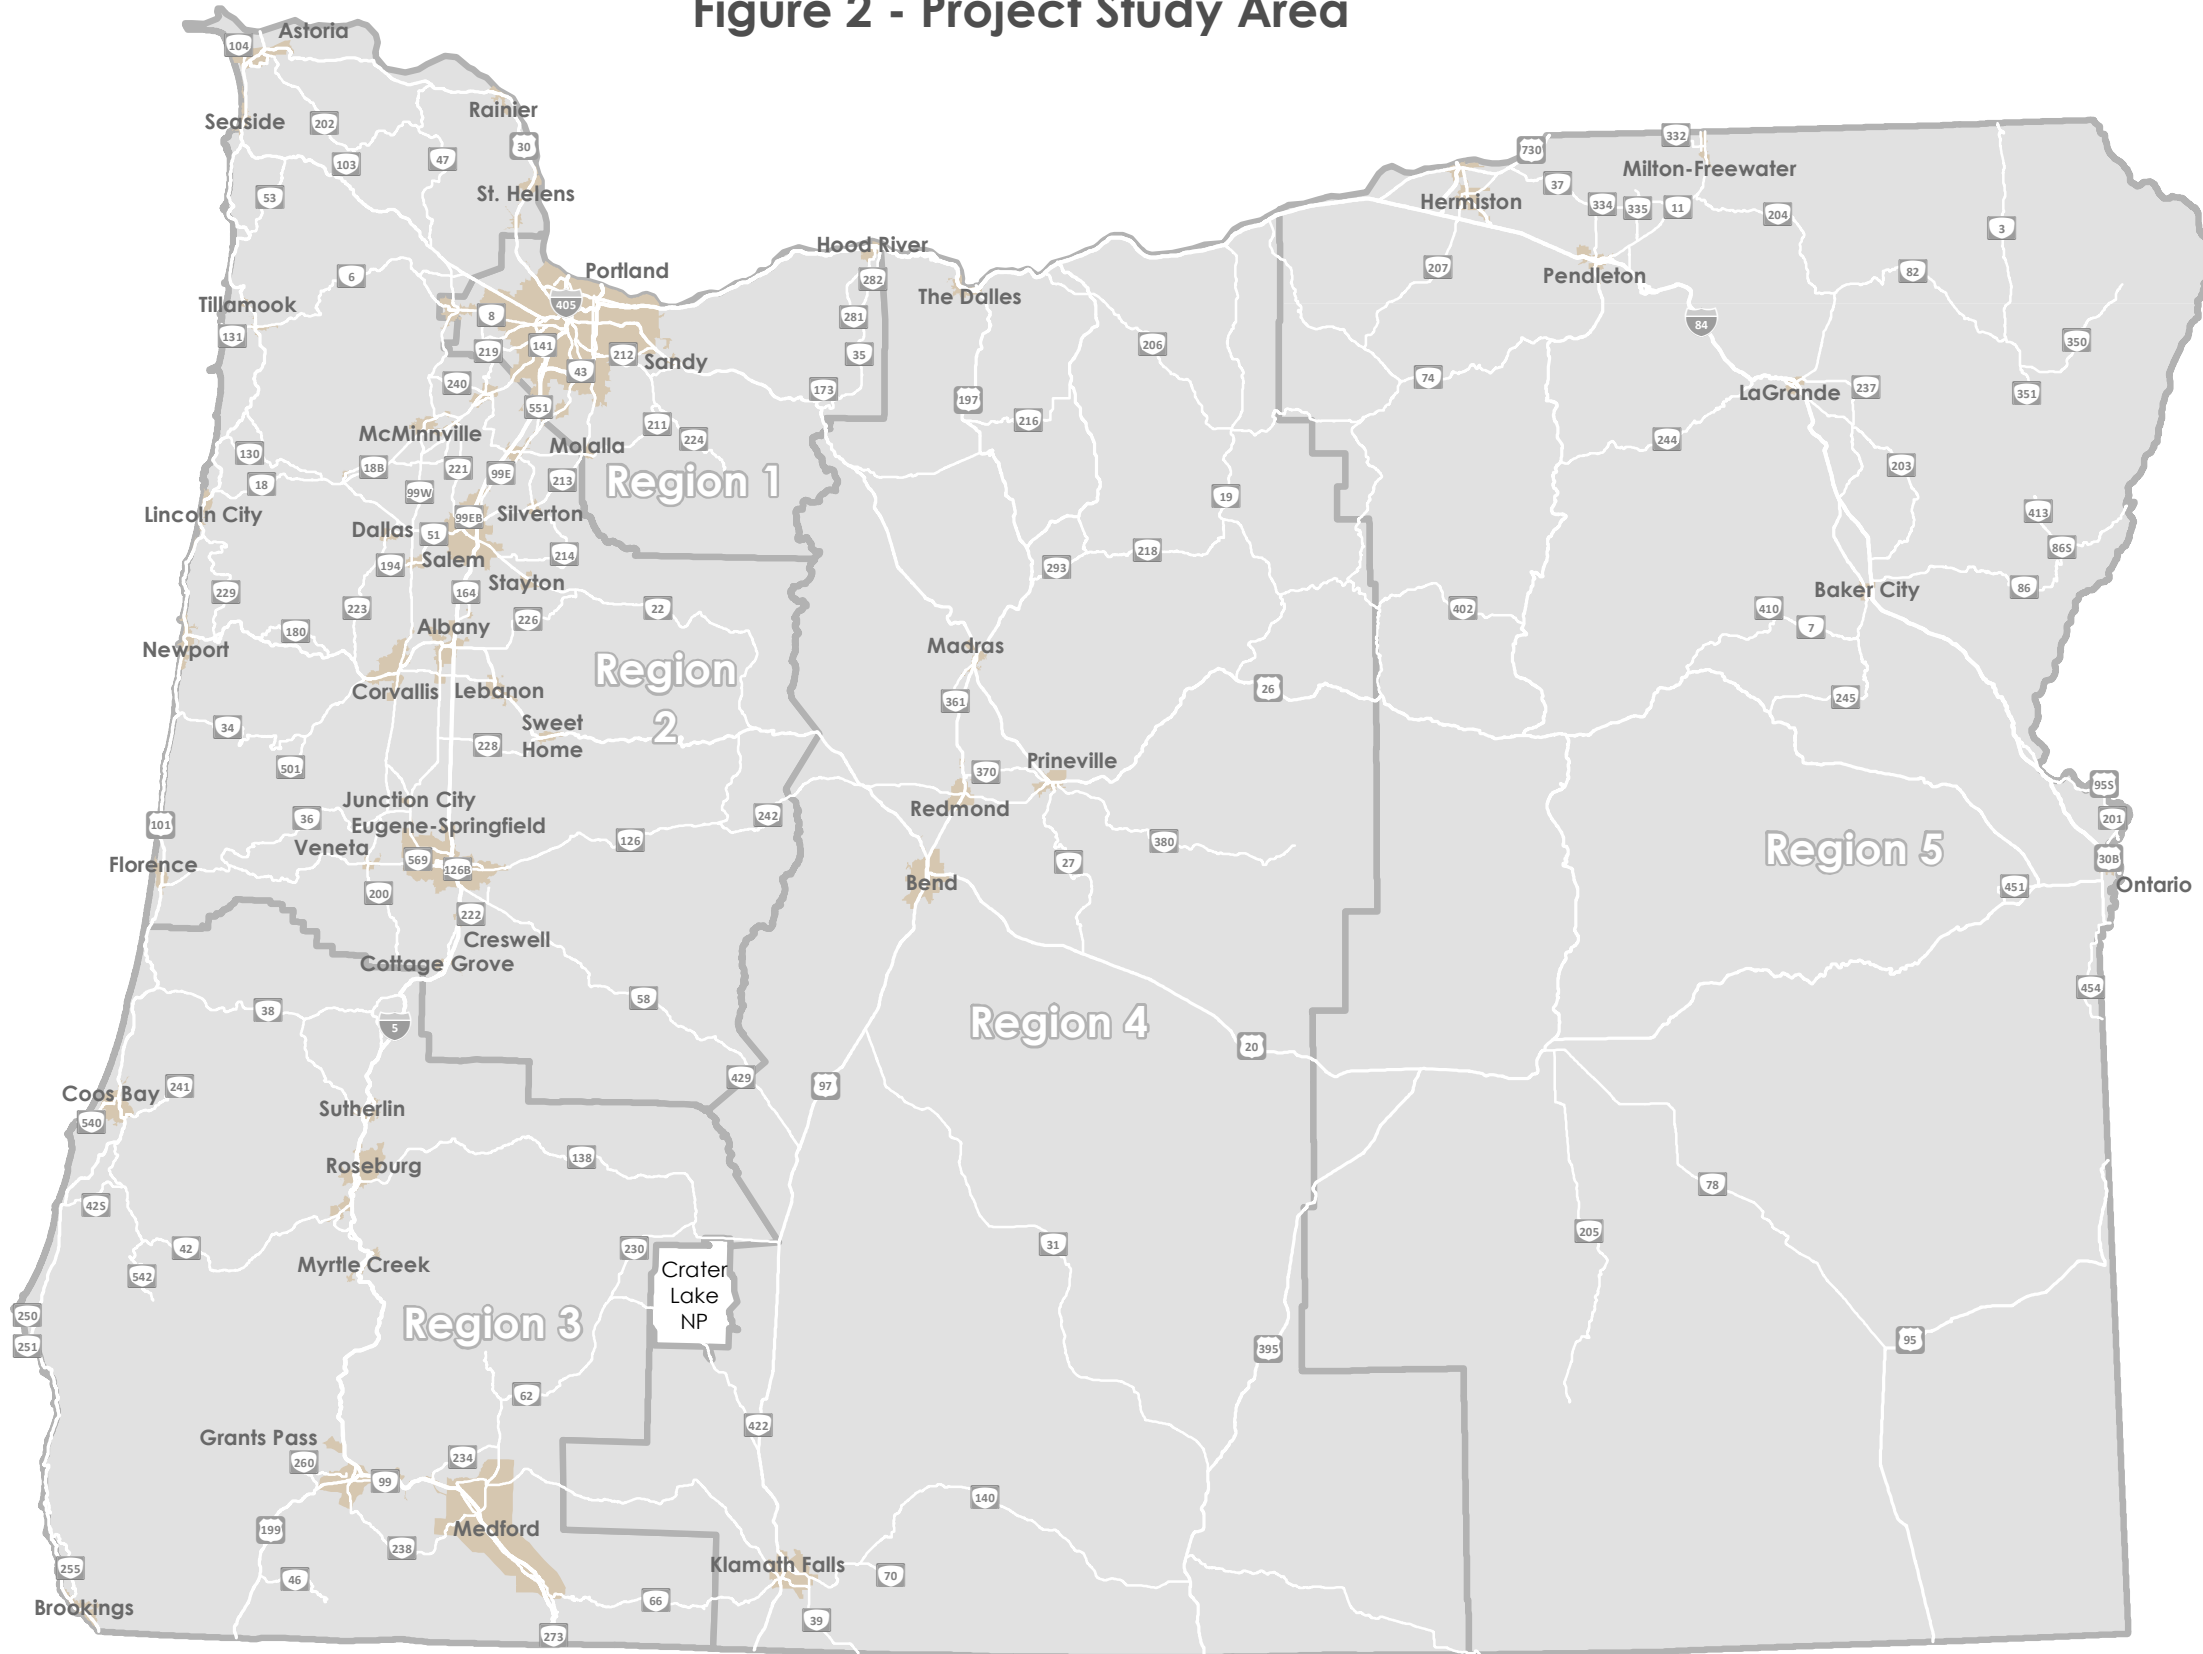 Figure 2 - Project Study Area
Astoria
104
Rainier
Seaside
202
30
103
47
53
St. Helens
332
730
Milton-Freewater
37
Hermiston
334
335
11
204
3
Hood River
Portland
6
282
The Dalles
207
Pendleton
82
Tillamook
405
8
281
84
131
219
141
212
Sandy
35
206
350
43
240
173
74
LaGrande
237
351
551
197
216
211
224
McMinnville
Molalla
244
130
18B
221
99E
213
Region 1
203
18
99W
19
Lincoln City
99EB
Silverton
413
Dallas
51
86S
Salem
214
218
194
293
Stayton
229
164
Baker City
86
223
226
22
402
410
7
180
Albany
Newport
Madras
Region
2
Corvallis
Lebanon
26
245
361
34
Sweet
Home
228
501
370
Prineville
95S
Junction City
Redmond
36
242
201
101
Eugene-Springfield
126
Veneta
380
Region 5
30B
Florence
569
126B
27
Bend
451
Ontario
200
222
Creswell
Cottage Grove
454
38
58
Region 4
5
20
Coos Bay
241
429
97
Sutherlin
540
138
Roseburg
78
42S
205
42
230
31
Myrtle Creek
542
Crater
Lake
NP
250
Region 3
251
395
95
62
422
Grants Pass
260
234
99
140
199
Medford
238
255
Klamath Falls
70
46
66
Brookings
39
273